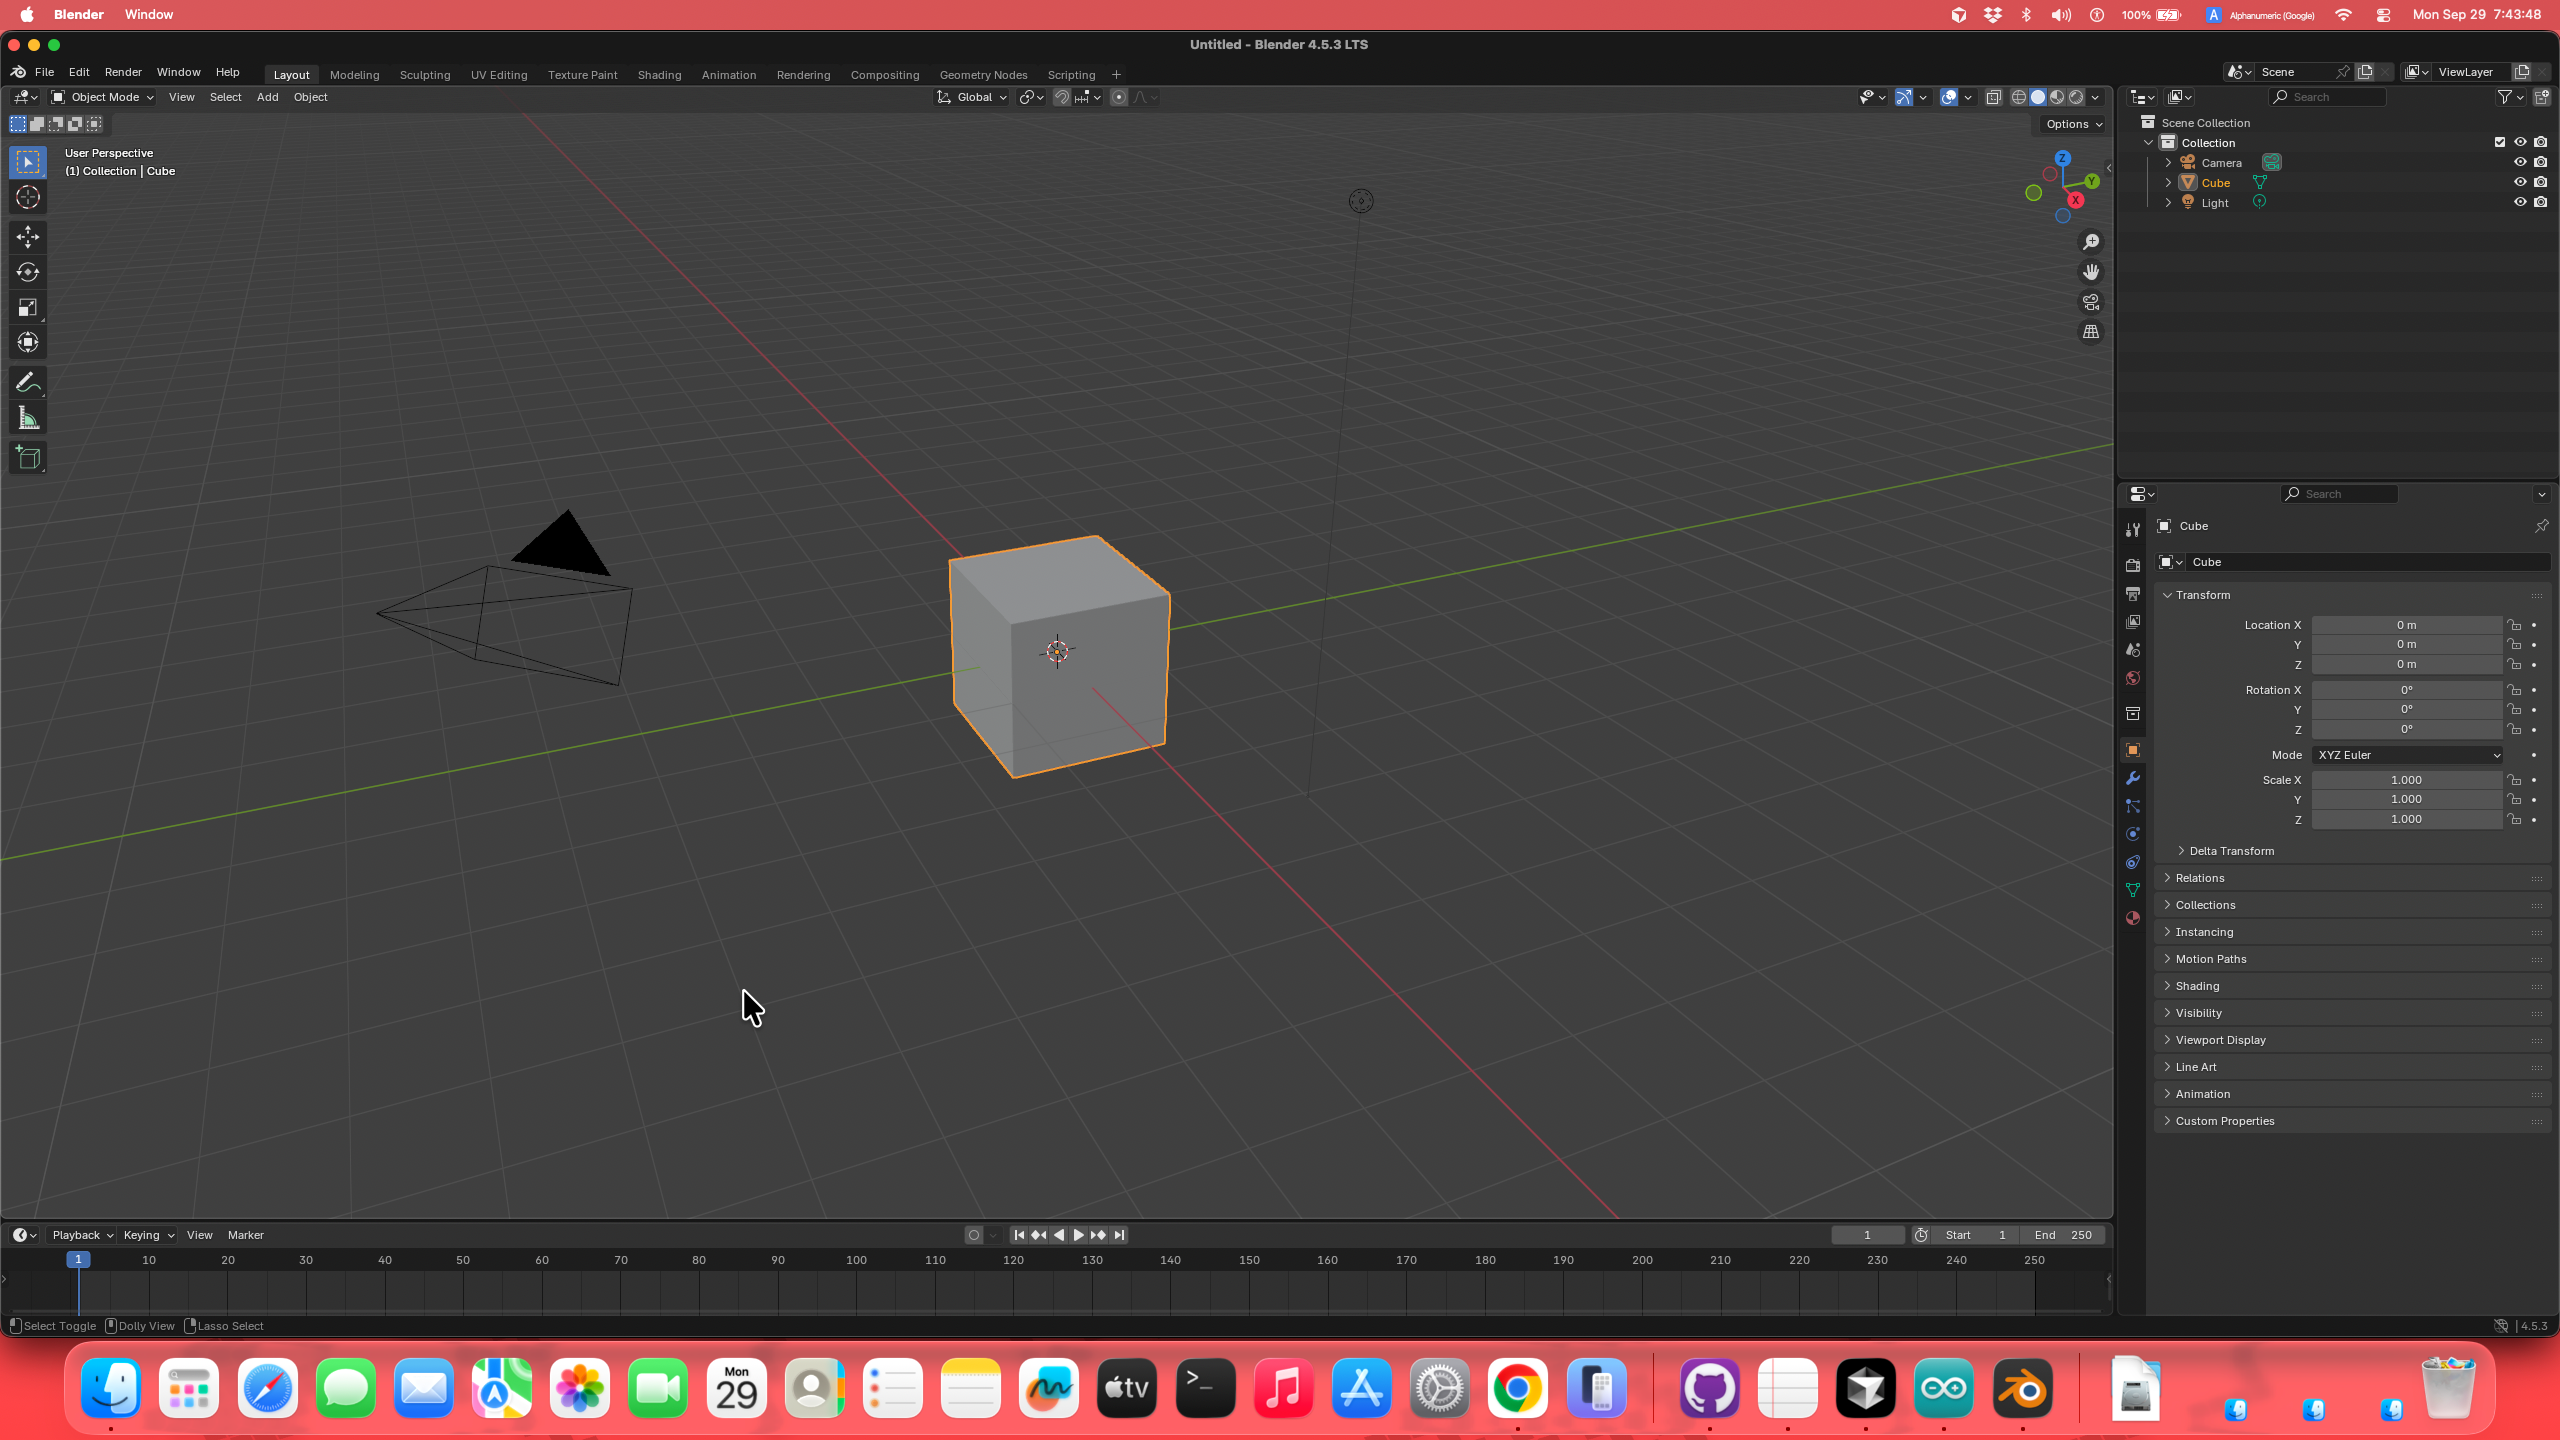 Blender Window 100% A Alphanumeric (Google) Mon Sep 29 7:43:48
Untitled - Blender 4.5.3 LTS
File Edit Render Window Help Layout Modeling Sculpting UV Editing Texture Paint Shading Animation Rendering Compositing Geometry Nodes Scripting + Scene ViewLayer
Object Mode View Select Add Object Global Search
Options
User Perspective
(1) Collection | Cube
Z
Y
X
Scene Collection
Collection
Camera
Cube
Light
Search
Cube
Cube
Transform
Location X 0 m
Y 0 m
Z 0 m
Rotation X 0°
Y 0°
Z 0°
Mode XYZ Euler
Scale X 1.000
Y 1.000
Z 1.000
Delta Transform
Relations
Collections
Instancing
Motion Paths
Shading
Visibility
Viewport Display
Line Art
Animation
Custom Properties
Playback Keying View Marker 1 Start 1 End 250
1 10 20 30 40 50 60 70 80 90 100 110 120 130 140 150 160 170 180 190 200 210 220 230 240 250
Select Toggle Dolly View Lasso Select 4.5.3
Mon
29
tv
>_